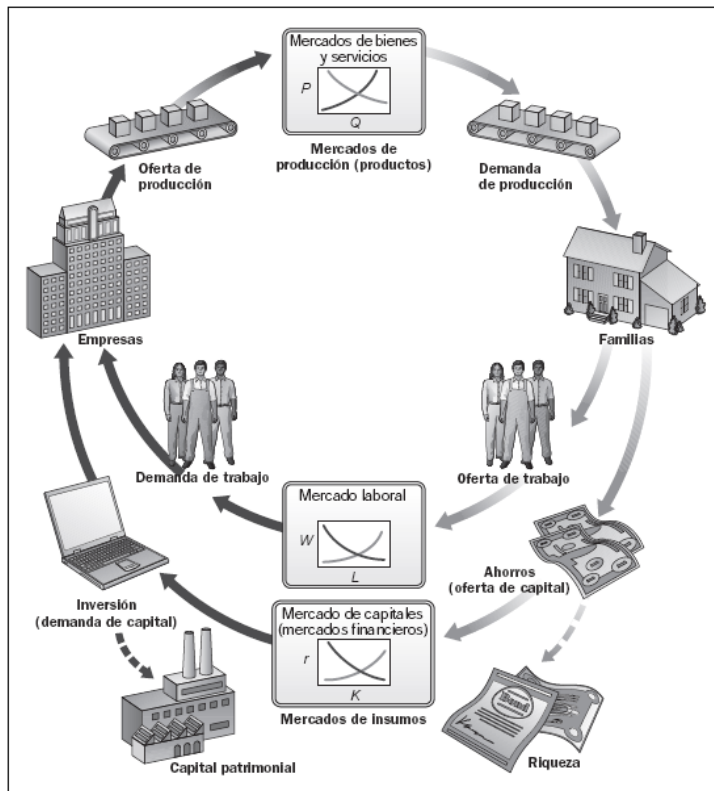 Mercados de bienes
y servicios
P
Q
Mercados de
producción (productos)
Oferta de
producción
Demanda
de producción
Empresas
Familias
Demanda de trabajo
Oferta de trabajo
Mercado laboral
W
L
Inversión
(demanda de capital)
Ahorros
(oferta de capital)
Mercado de capitales
(mercados financieros)
r
K
Mercados de insumos
Capital patrimonial
Bond
Riqueza